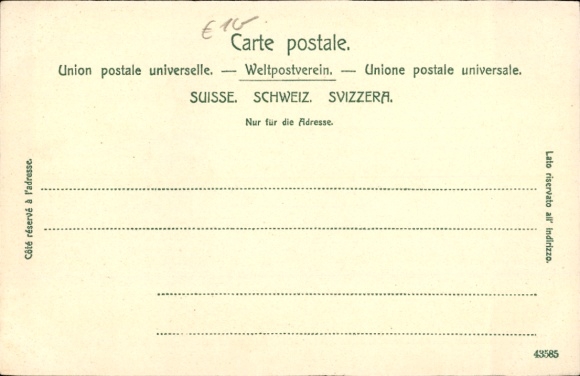 €10
Carte postale.
Union postale universelle. — Weltpostverein. — Unione postale universale.
SUISSE. SCHWEIZ. SVIZZERA.
Nur für die Adresse.
Côté réservé à l'adresse.
Lato riservato all' indirizzo.
43585